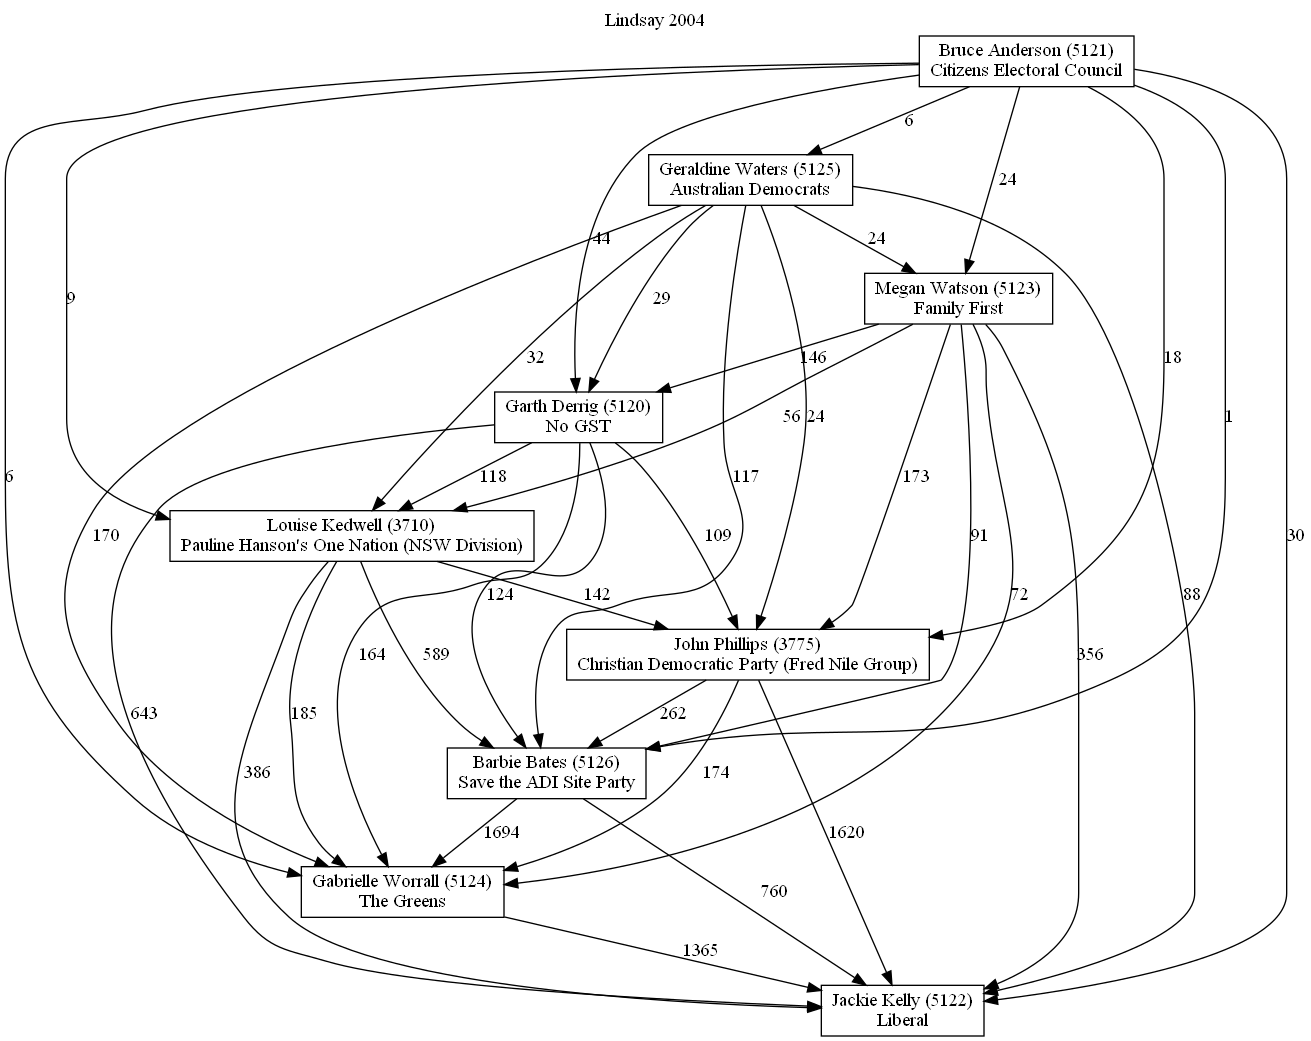 Lindsay 2004
Bruce Anderson (5121)
Citizens Electoral Council
6
Geraldine Waters (5125)
Australian Democrats
24
44
24
Megan Watson (5123)
Family First
9
29
32
146
18
Garth Derrig (5120)
No GST
56
24
1
6
118
117
173
Louise Kedwell (3710)
Pauline Hanson's One Nation (NSW Division)
170
109
91
30
124
142
72
88
John Phillips (3775)
Christian Democratic Party (Fred Nile Group)
164
589
356
643
185
262
Barbie Bates (5126)
Save the ADI Site Party
386
174
1694
1620
Gabrielle Worrall (5124)
The Greens
760
1365
Jackie Kelly (5122)
Liberal